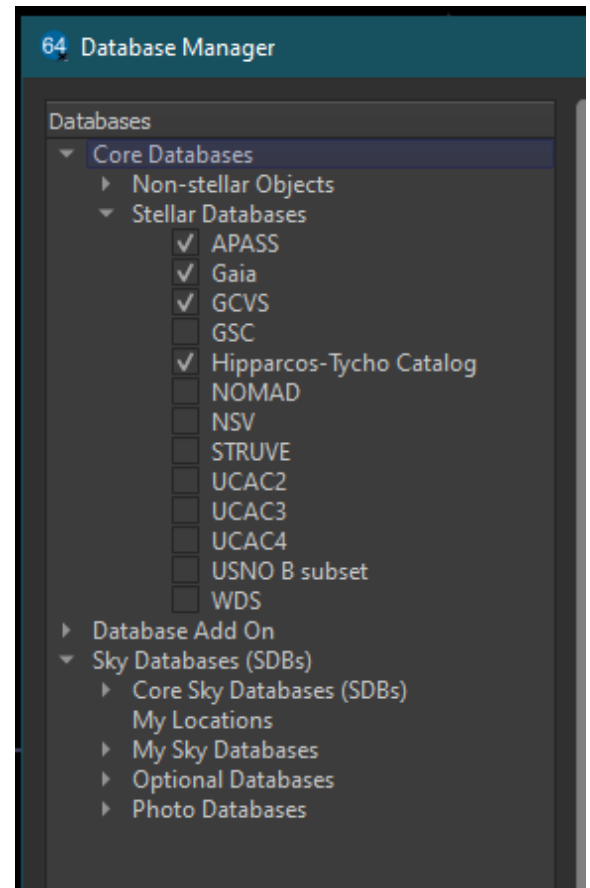 64 Database Manager
Databases
Core Databases
Non-stellar Objects
Stellar Databases
APASS
Gaia
GCVS
GSC
Hipparcos-Tycho Catalog
NOMAD
NSV
STRUVE
UCAC2
UCAC3
UCAC4
USNO B subset
WDS
Database Add On
Sky Databases (SDBs)
Core Sky Databases (SDBs)
My Locations
My Sky Databases
Optional Databases
Photo Databases